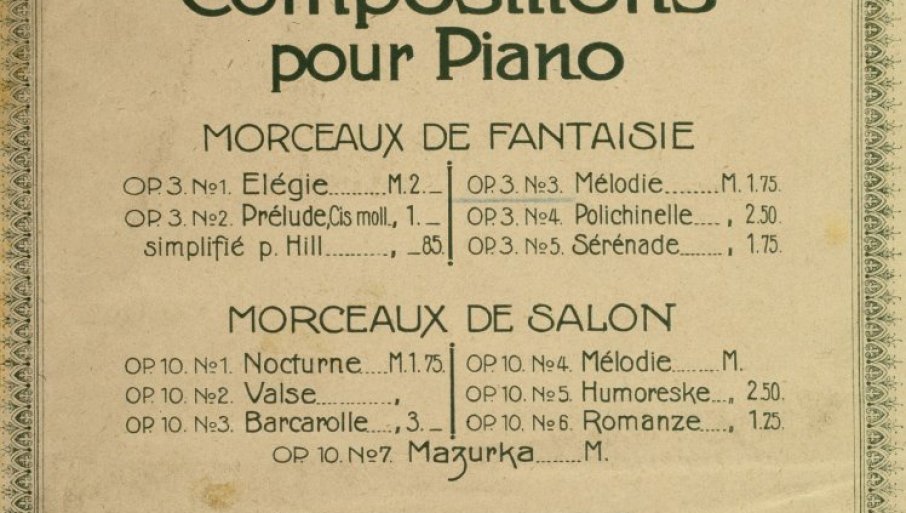 Compositions
pour Piano
MORCEAUX DE FANTAISIE
OP. 3. No1. Elégie........M. 2._
OP. 3. No2. Prélude, Cis moll.., 1._
simplifié p. Hill.........., _85.
OP. 3. No3. Mélodie........M. 1.75.
OP. 3. No4. Polichinelle...., 2.50.
OP. 3. No5. Sérénade......., 1.75.
MORCEAUX DE SALON
OP. 10. No1. Nocturne....M. 1.75.
OP. 10. No2. Valse............,
OP. 10. No3. Barcarolle...., 3._
OP. 10. No4. Mélodie.......M.
OP. 10. No5. Humoreske..., 2.50.
OP. 10. No6. Romanze...., 1.25.
OP. 10. No7. Mazurka.......M.